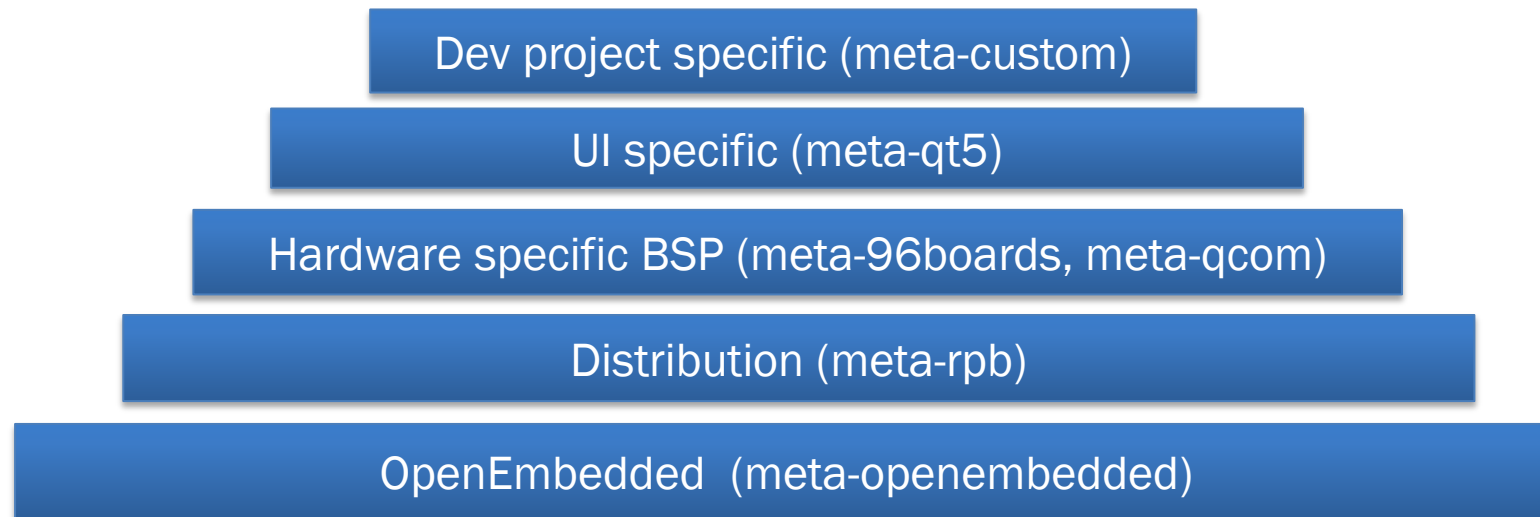 Dev project specific (meta-custom)
UI specific (meta-qt5)
Hardware specific BSP (meta-96boards, meta-qcom)
Distribution (meta-rpb)
OpenEmbedded  (meta-openembedded)